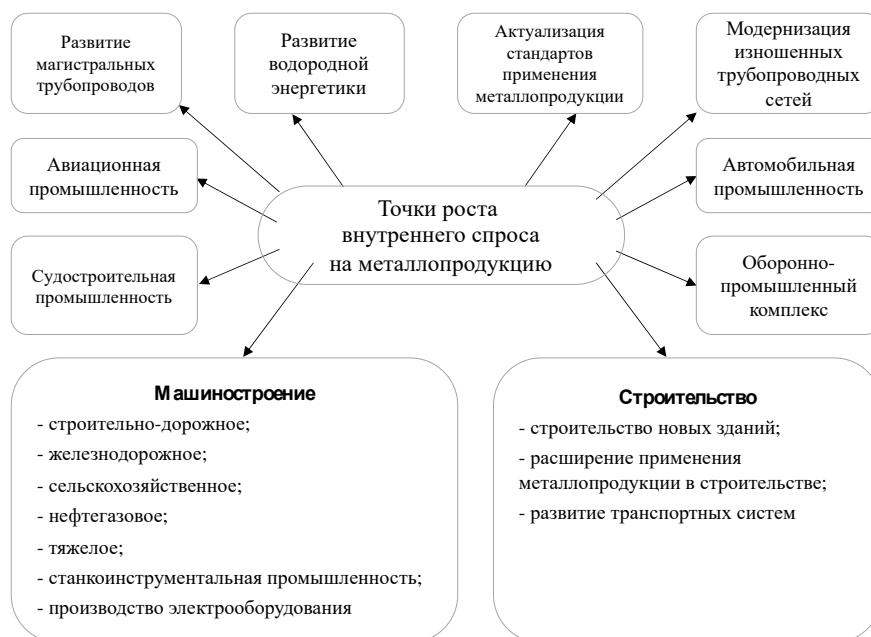 Развитие
магистральных
трубопроводов
Развитие
водородной
энергетики
Актуализация
стандартов
применения
металлопродукции
Модернизация
изношенных
трубопроводных
сетей
Авиационная
промышленность
Точки роста
внутреннего спроса
на металлопродукцию
Автомобильная
промышленность
Судостроительная
промышленность
Оборонно-
промышленный
комплекс
Машиностроение
- строительно-дорожное;
- железнодорожное;
- сельскохозяйственное;
- нефтегазовое;
- тяжелое;
- станкоинструментальная промышленность;
- производство электрооборудования
Строительство
- строительство новых зданий;
- расширение применения
металлопродукции в строительстве;
- развитие транспортных систем